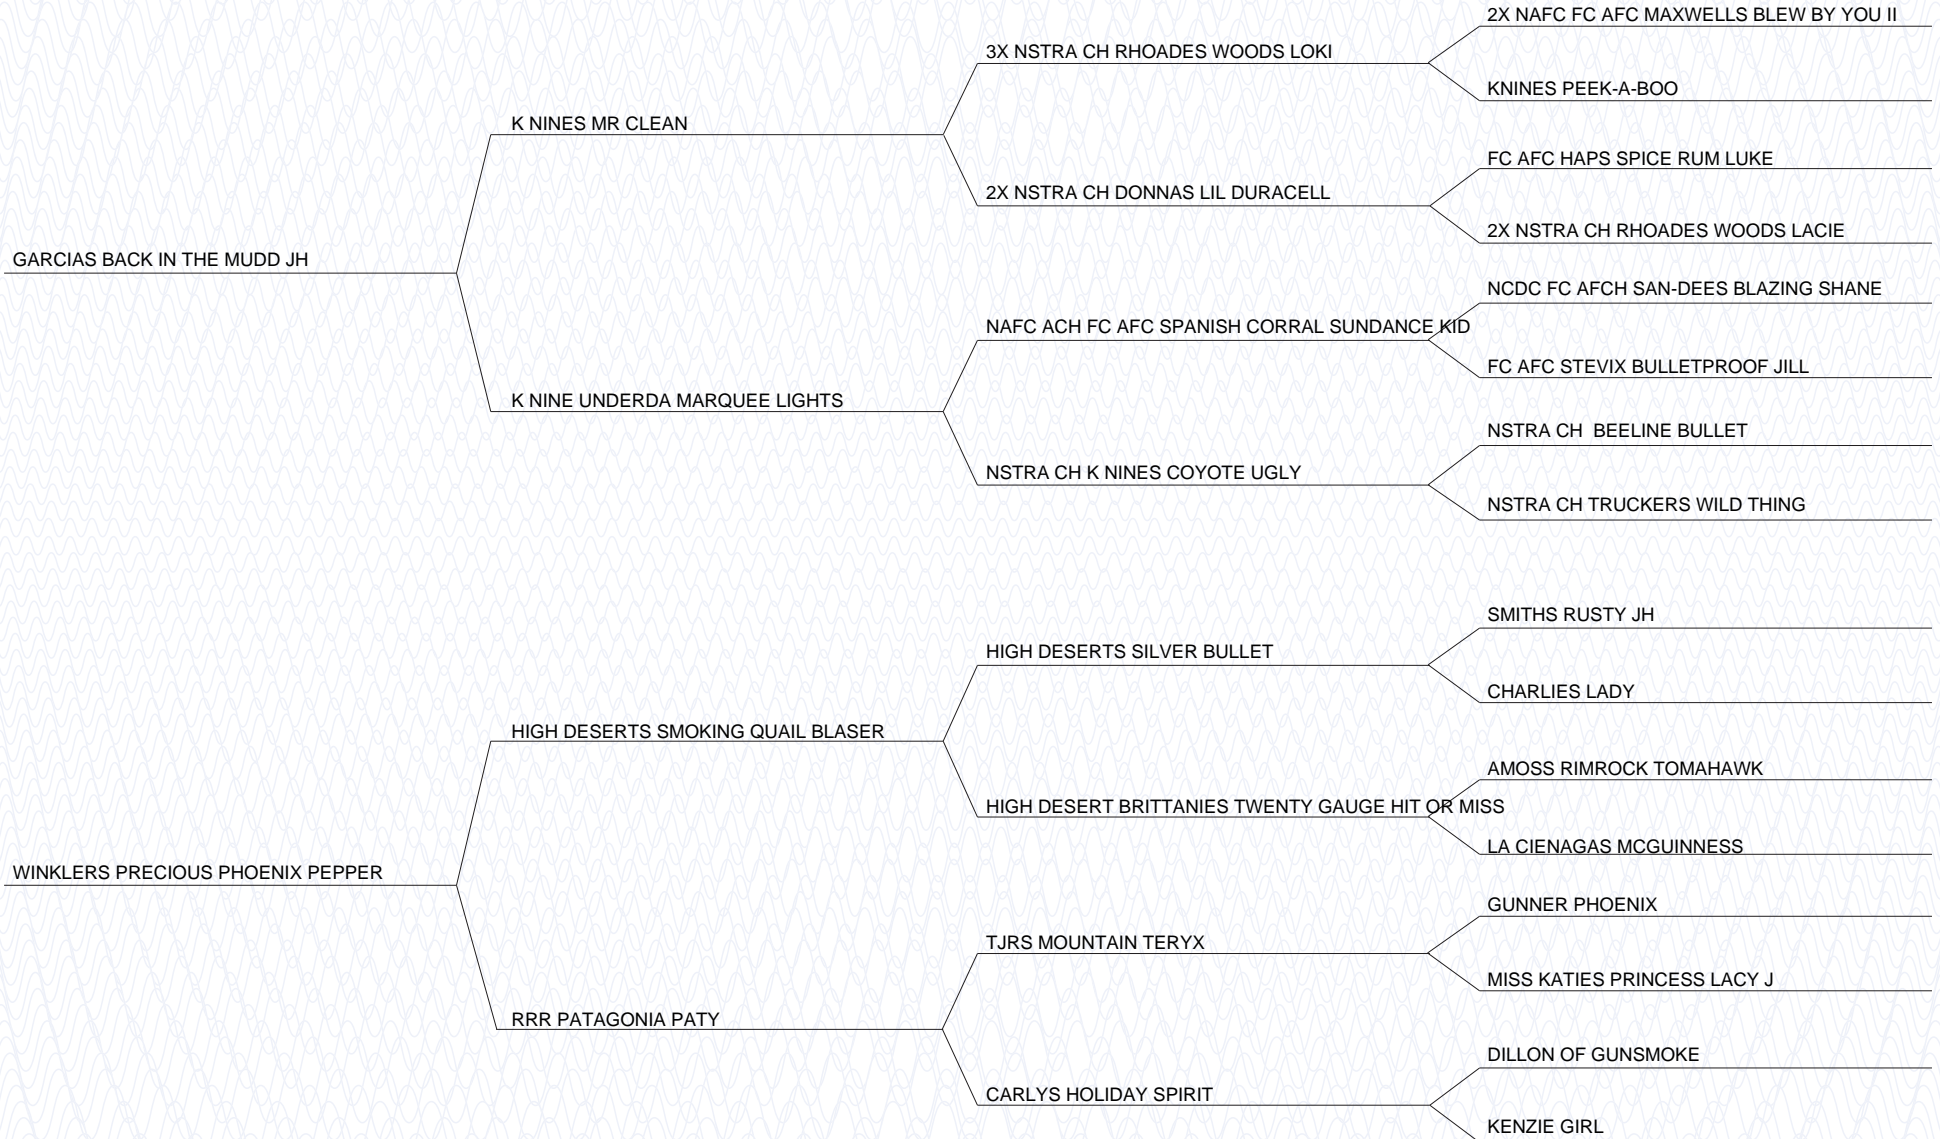 2X NAFC FC AFC MAXWELLS BLEW BY YOU II
3X NSTRA CH RHOADES WOODS LOKI
KNINES PEEK-A-BOO
K NINES MR CLEAN
FC AFC HAPS SPICE RUM LUKE
2X NSTRA CH DONNAS LIL DURACELL
2X NSTRA CH RHOADES WOODS LACIE
GARCIAS BACK IN THE MUDD JH
NCDC FC AFCH SAN-DEES BLAZING SHANE
NAFC ACH FC AFC SPANISH CORRAL SUNDANCE KID
FC AFC STEVIX BULLETPROOF JILL
K NINE UNDERDA MARQUEE LIGHTS
NSTRA CH  BEELINE BULLET
NSTRA CH K NINES COYOTE UGLY
NSTRA CH TRUCKERS WILD THING
SMITHS RUSTY JH
HIGH DESERTS SILVER BULLET
CHARLIES LADY
HIGH DESERTS SMOKING QUAIL BLASER
AMOSS RIMROCK TOMAHAWK
HIGH DESERT BRITTANIES TWENTY GAUGE HIT OR MISS
LA CIENAGAS MCGUINNESS
WINKLERS PRECIOUS PHOENIX PEPPER
GUNNER PHOENIX
TJRS MOUNTAIN TERYX
MISS KATIES PRINCESS LACY J
RRR PATAGONIA PATY
DILLON OF GUNSMOKE
CARLYS HOLIDAY SPIRIT
KENZIE GIRL